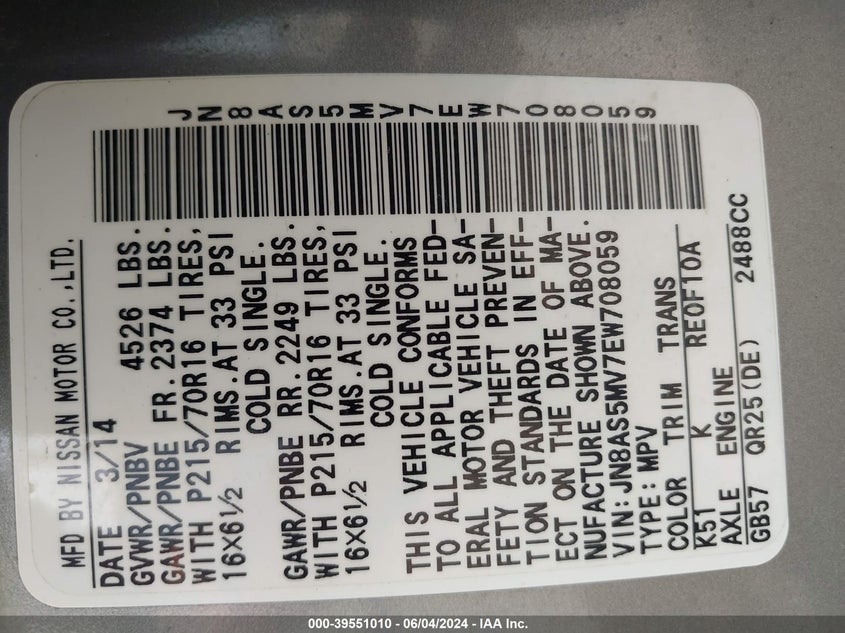 JN8AS5MV7EW708059
MFD BY NISSAN MOTOR CO.,LTD.
DATE 3/14
GVWR/PNBV 4526 LBS.
GAWR/PNBE FR.2374 LBS.
WITH P215/70R16 TIRES,
16X6½ RIMS.AT 33 PSI
COLD SINGLE.
GAWR/PNBE RR.2249 LBS.
WITH P215/70R16 TIRES,
16X6½ RIMS.AT 33 PSI
COLD SINGLE.
THIS VEHICLE CONFORMS
TO ALL APPLICABLE FED-
ERAL MOTOR VEHICLE SA-
FETY AND THEFT PREVEN-
TION STANDARDS IN EFF-
ECT ON THE DATE OF MA-
NUFACTURE SHOWN ABOVE.
VIN:JN8AS5MV7EW708059
TYPE:MPV
COLOR TRIM TRANS
K51 K RE0F10A
AXLE ENGINE
GB57 QR25(DE) 2488CC
000-39551010 - 06/04/2024 - IAA Inc.